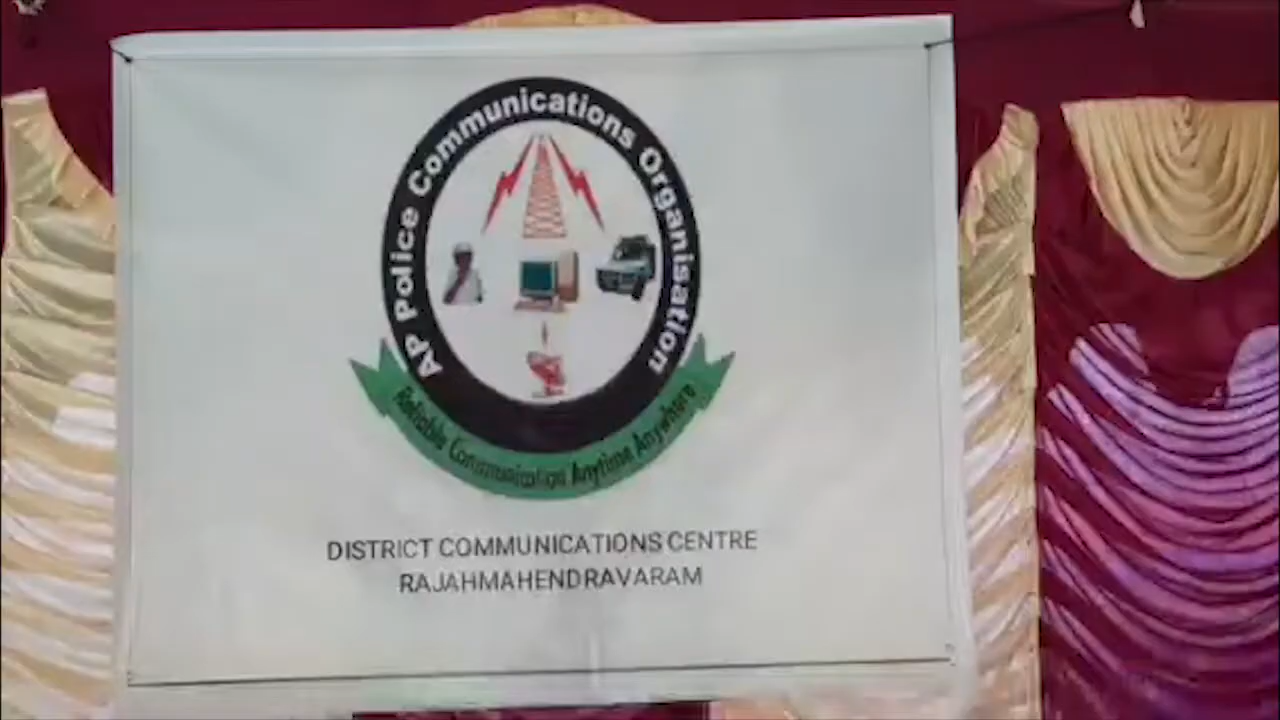 AP Police Communications Organisation
Reliable Communication Anytime Anywhere
DISTRICT COMMUNICATIONS CENTRE
RAJAHMAHENDRAVARAM